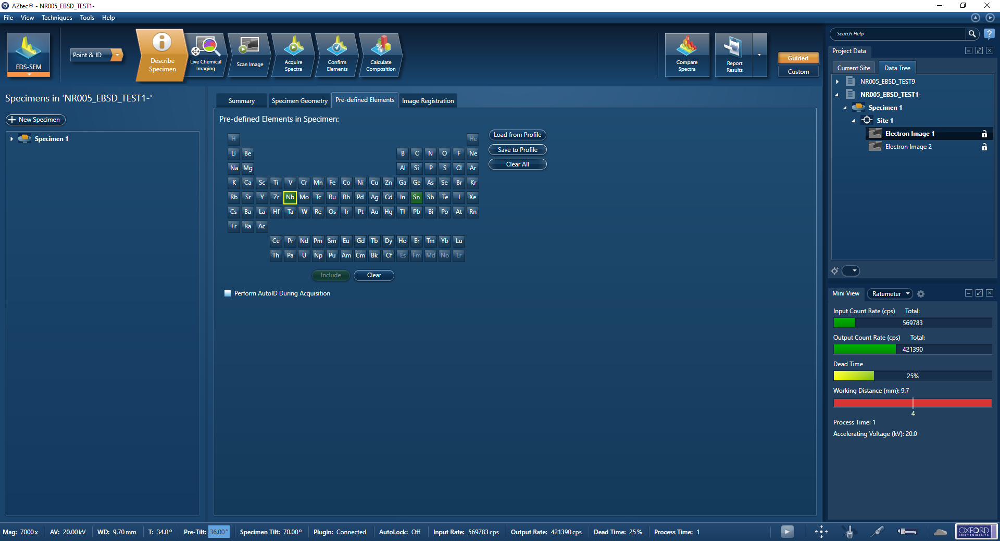 AZtec® - NR005_EBSD_TEST1-
File View Techniques Tools Help
EDS-SEM
Point & ID
Describe
Specimen
Live Chemical
Imaging
Scan Image
Acquire
Spectra
Confirm
Elements
Calculate
Composition
Compare
Spectra
Report
Results
Guided
Custom
Search Help
?
Specimens in 'NR005_EBSD_TEST1-'
New Specimen
Specimen 1
Summary Specimen Geometry Pre-defined Elements Image Registration
Pre-defined Elements in Specimen:
H He
Li Be B C N O F Ne
Na Mg Al Si P S Cl Ar
K Ca Sc Ti V Cr Mn Fe Co Ni Cu Zn Ga Ge As Se Br Kr
Rb Sr Y Zr Nb Mo Tc Ru Rh Pd Ag Cd In Sn Sb Te I Xe
Cs Ba La Hf Ta W Re Os Ir Pt Au Hg Tl Pb Bi Po At Rn
Fr Ra Ac
Ce Pr Nd Pm Sm Eu Gd Tb Dy Ho Er Tm Yb Lu
Th Pa U Np Pu Am Cm Bk Cf Es Fm Md No Lr
Load from Profile
Save to Profile
Clear All
Include Clear
Perform AutoID During Acquisition
Project Data
Current Site Data Tree
NR005_EBSD_TEST9
NR005_EBSD_TEST1-
Specimen 1
Site 1
Electron Image 1
Electron Image 2
Mini View Ratemeter
Input Count Rate (cps) Total:
569783
Output Count Rate (cps) Total:
421390
Dead Time
25%
Working Distance (mm): 9.7
4
Process Time: 1
Accelerating Voltage (kV): 20.0
Mag: 7000 x AV: 20.00 kV WD: 9.70 mm T: 34.0° Pre-Tilt: 36.00° Specimen Tilt: 70.00° Plugin: Connected AutoLock: Off Input Rate: 569783 cps Output Rate: 421390 cps Dead Time: 25 % Process Time: 1
OXFORD
INSTRUMENTS